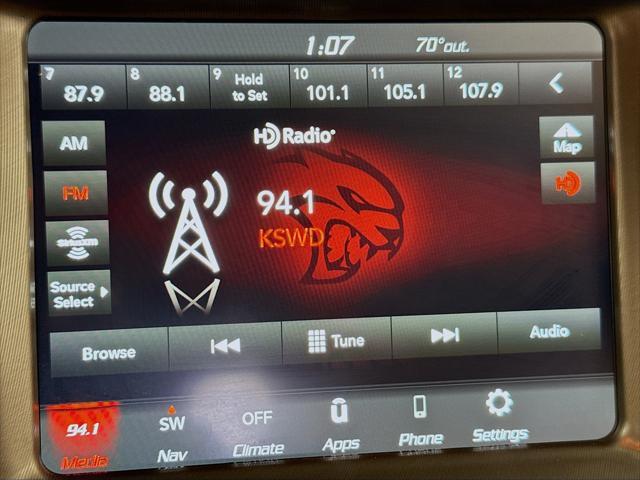 1:07 70° out.
7 87.9
8 88.1
9 Hold to Set
10 101.1
11 105.1
12 107.9
AM
HD Radio
Map
FM
94.1
HD
KSWD
SiriusXM
Source
Select
Browse
Tune
Audio
94.1
Media
SW
Nav
OFF
Climate
Apps
Phone
Settings